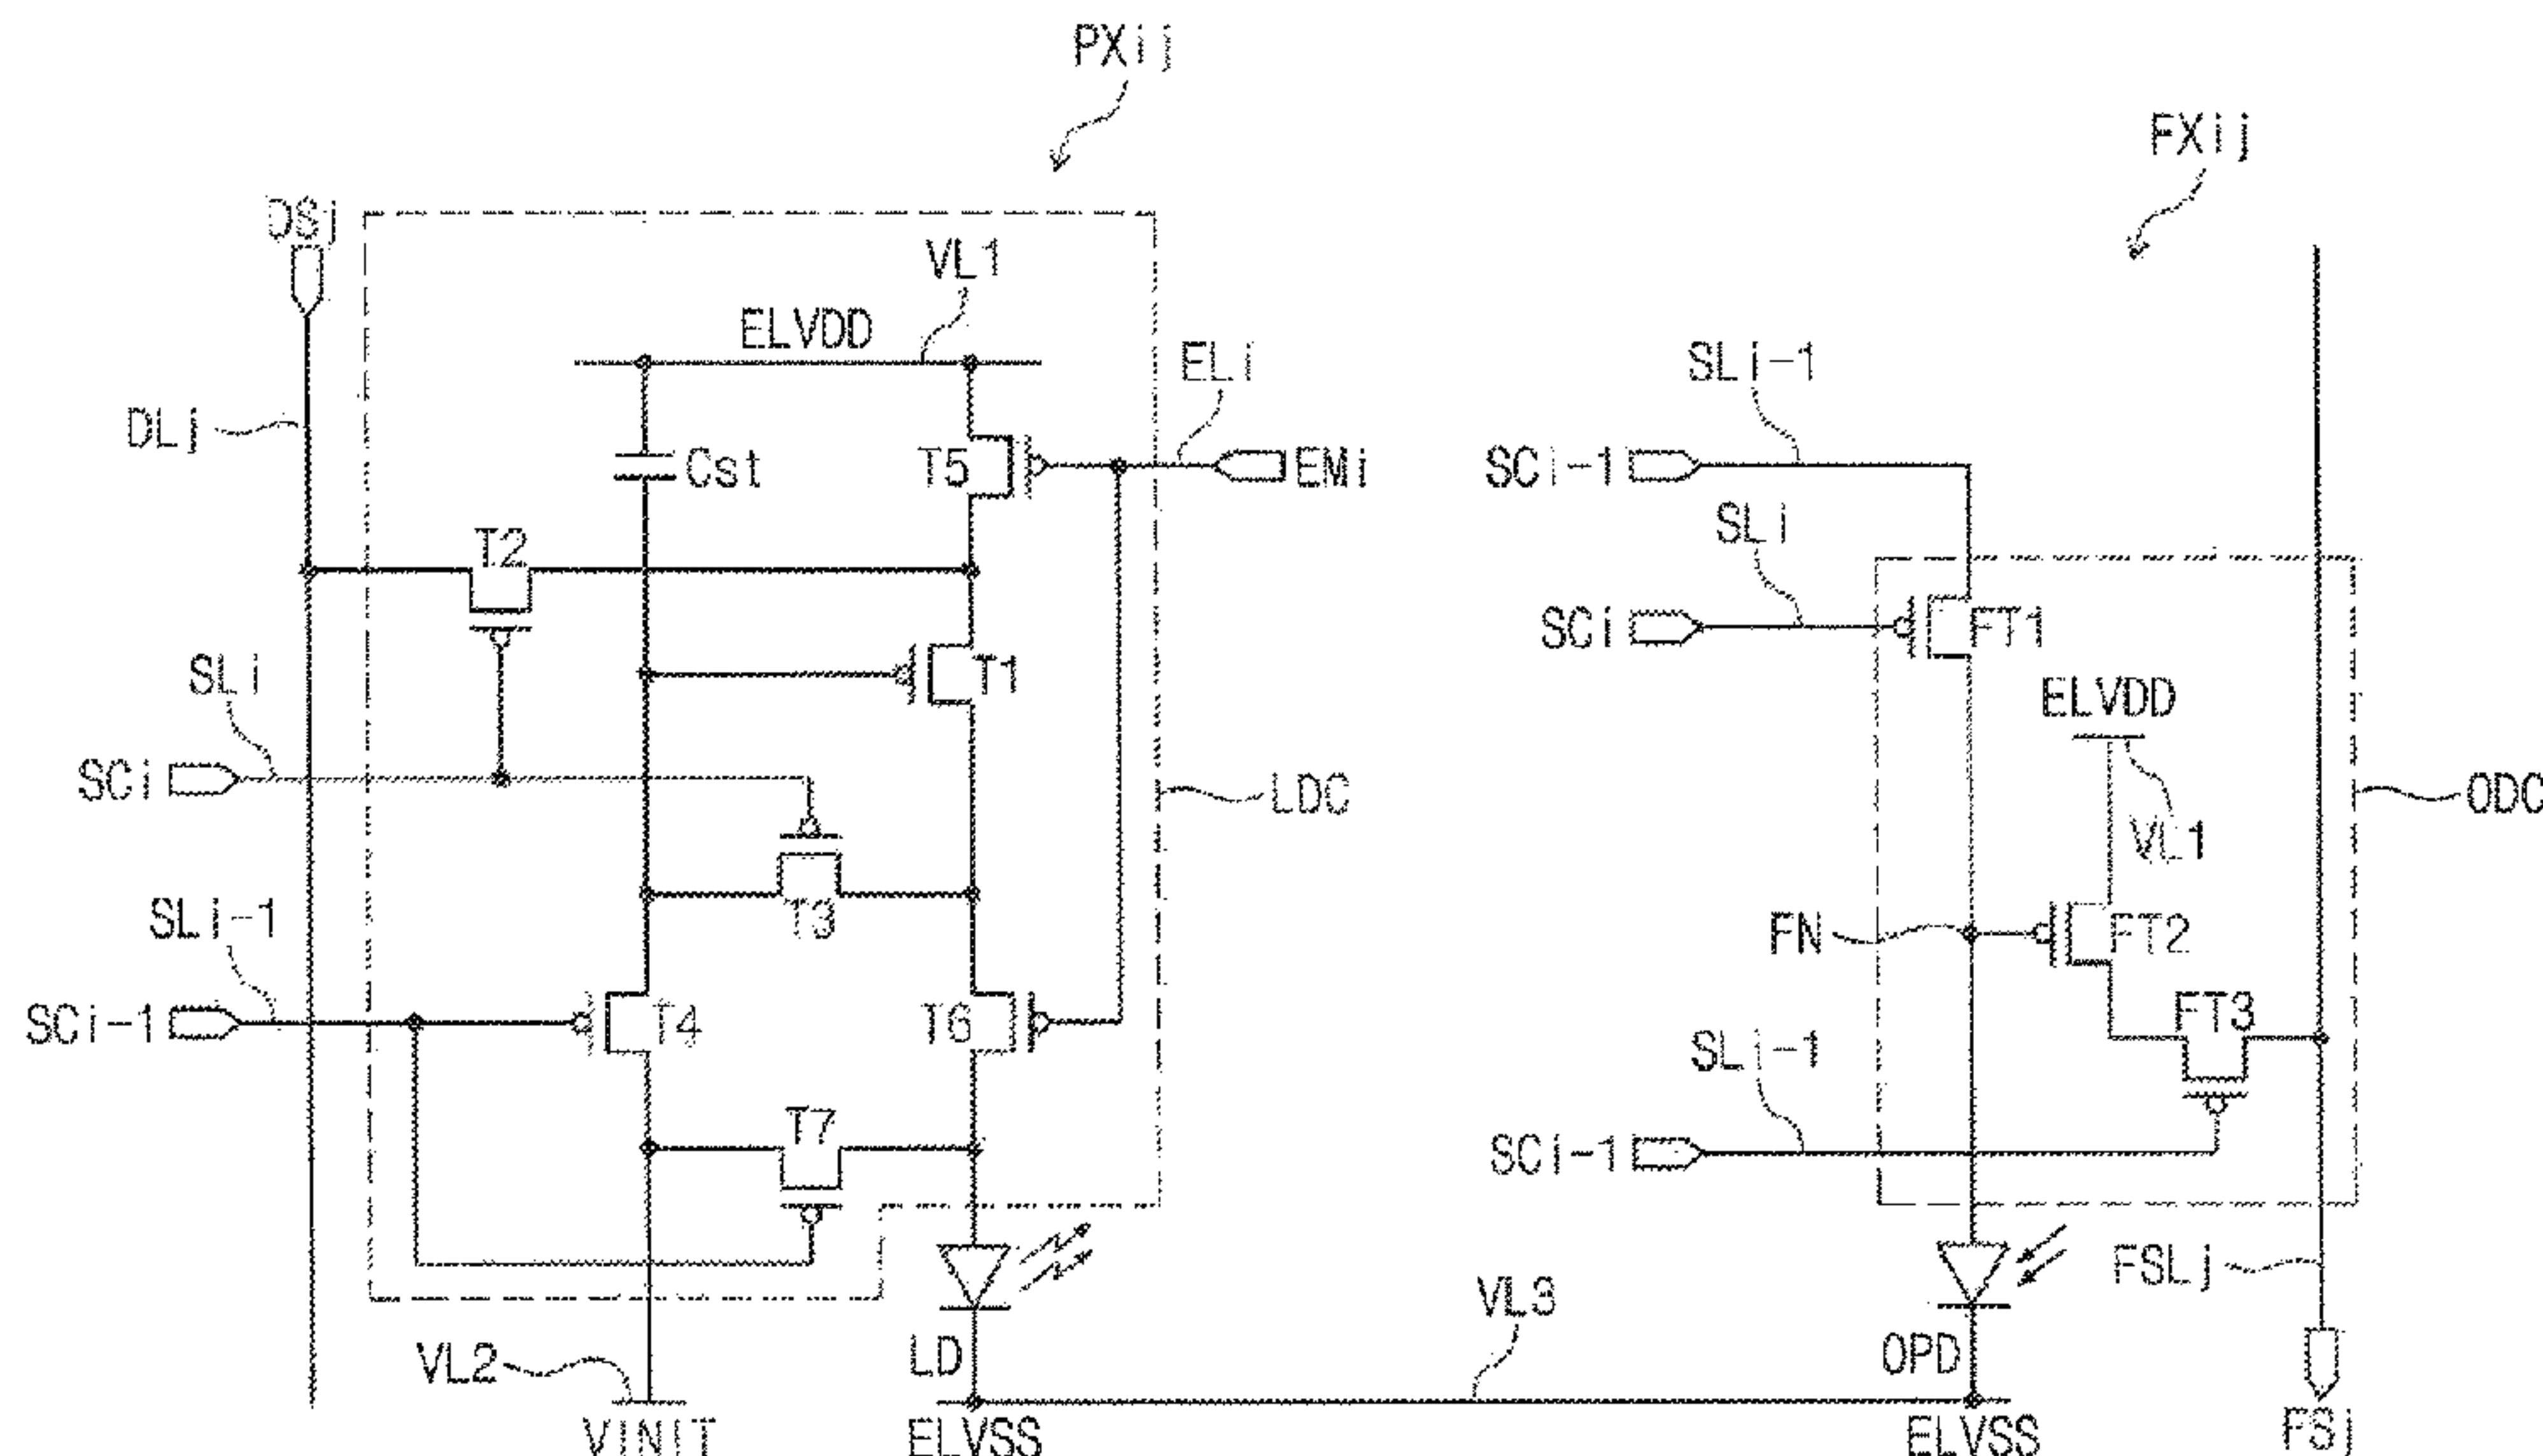 PXij
FXij
DSj
VL1
ELVDD
ELi
SLi-1
DLj
T5
Cst
EMi
SCi-1
SLi
T2
SCi
FT1
SLi
T1
ELVDD
SCi
LDC
ODC
VL1
SLi-1
T3
FN
FT2
SCi-1
T4
T6
FT3
SLi-1
T7
SCi-1
FSLj
VL3
VL2
LD
OPD
VINIT
ELVSS
ELVSS
FSj